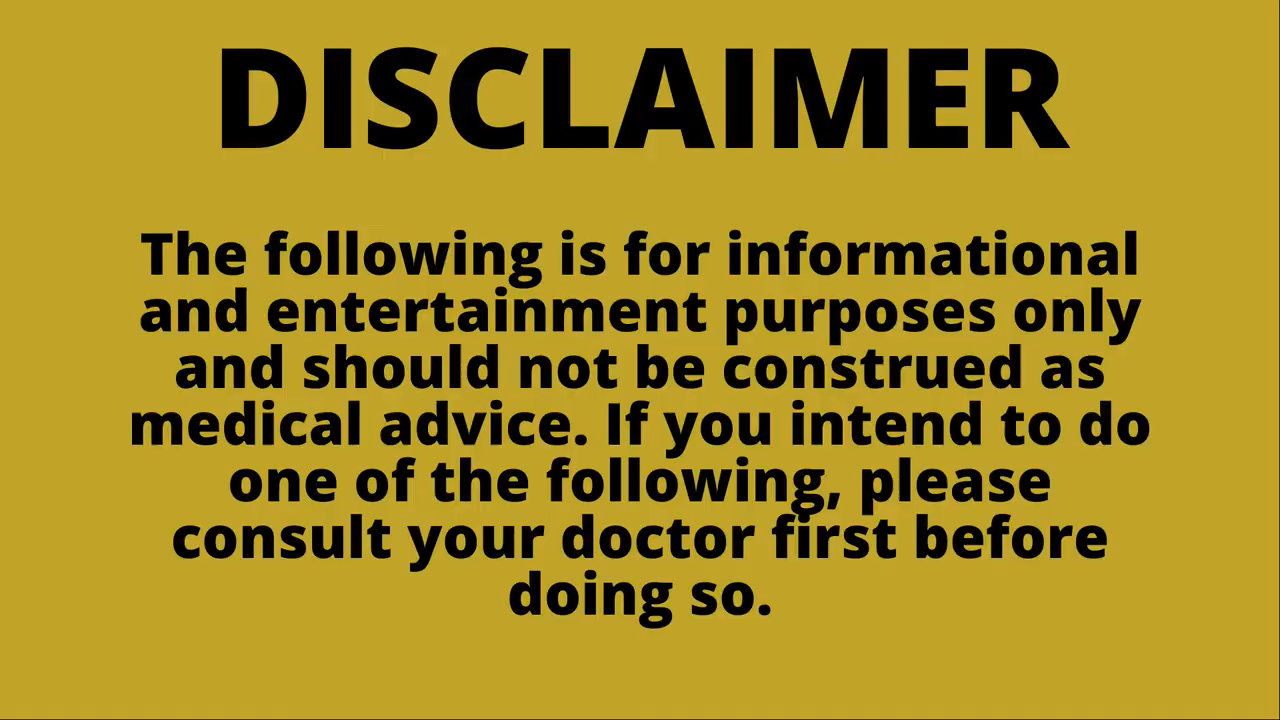 DISCLAIMER
The following is for informational
and entertainment purposes only
and should not be construed as
medical advice. If you intend to do
one of the following, please
consult your doctor first before
doing so.